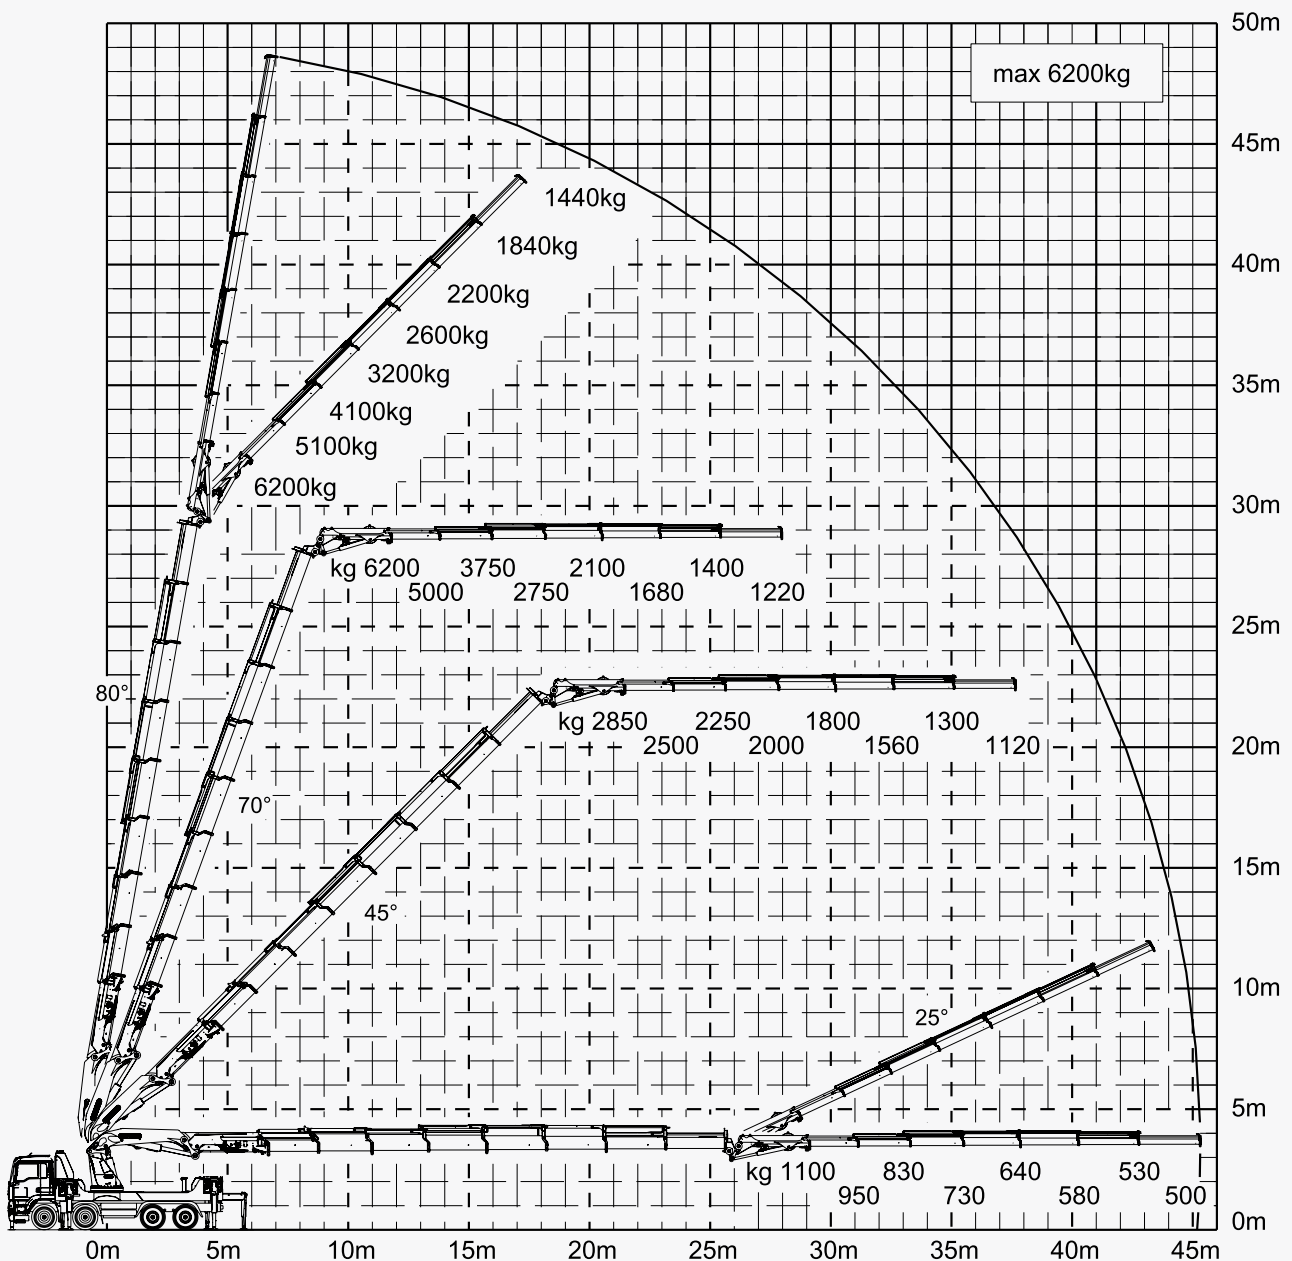 50m
max 6200kg
45m
1440kg
1840kg
40m
2200kg
2600kg
3200kg
35m
4100kg
5100kg
6200kg
30m
kg 6200 3750 2100 1400
5000 2750 1680 1220
25m
80°
kg 2850 2250 1800 1300
2500 2000 1560 1120
20m
70°
15m
45°
10m
25°
5m
kg 1100 830 640 530
950 730 580 500
0m
0m 5m 10m 15m 20m 25m 30m 35m 40m 45m